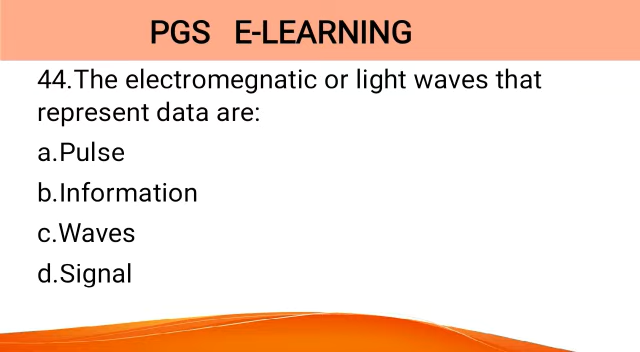 PGS E-LEARNING
44.The electromegnatic or light waves that
represent data are:
a.Pulse
b.Information
c.Waves
d.Signal